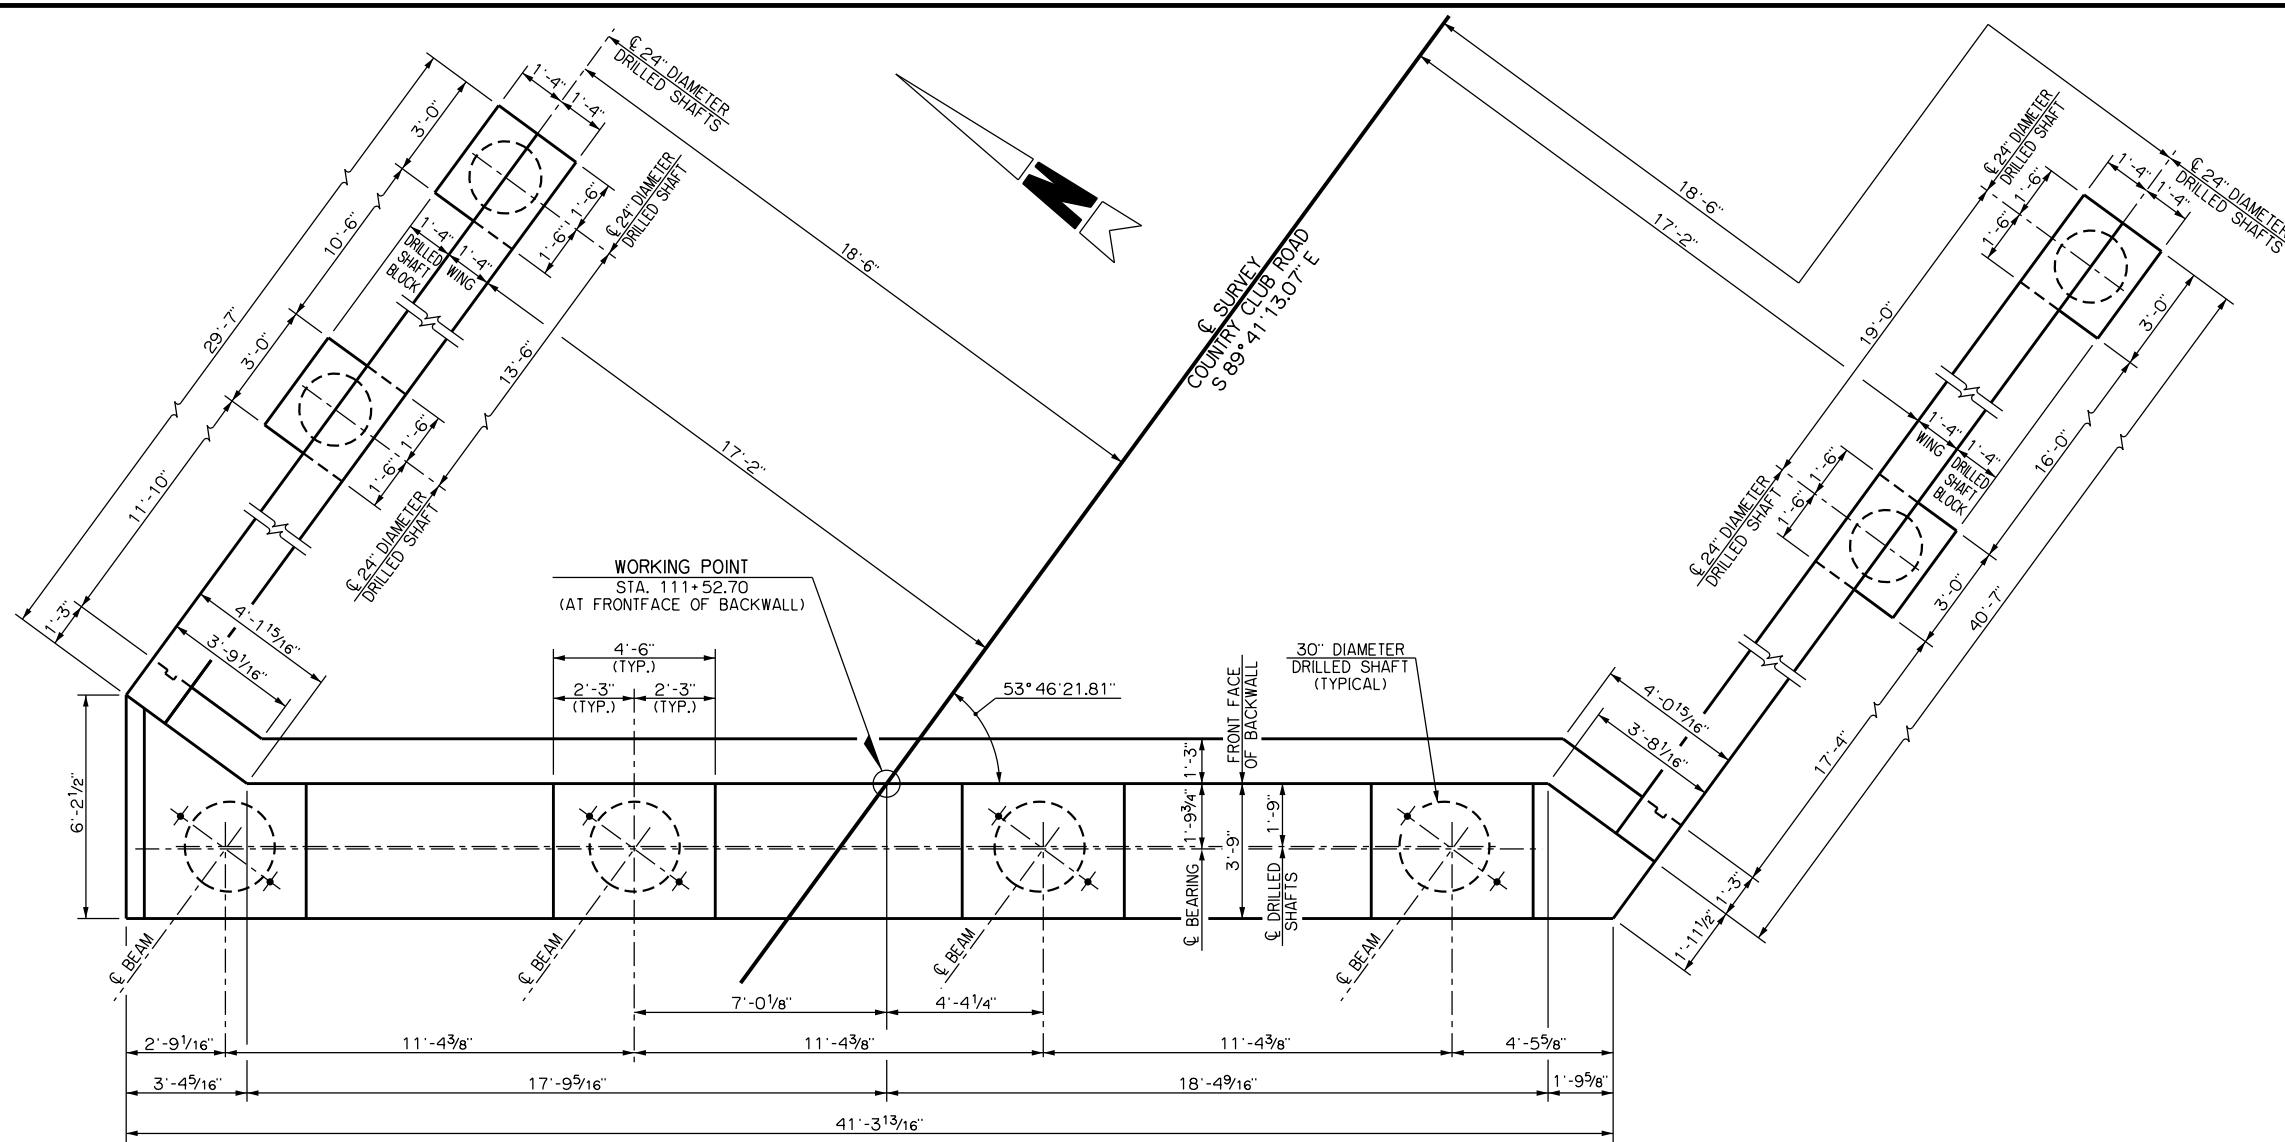 ℄ 24" DIAMETER
DRILLED SHAFTS
1'-4"
1'-4"
3'-0"
10'-6"
29'-7"
3'-0"
11'-10"
1'-3"
1'-6"
1'-6"
℄ 24" DIAMETER
DRILLED SHAFT
1'-4"
DRILLED
SHAFT
BLOCK
1'-4"
WING
13'-6"
1'-6"
1'-6"
℄ 24" DIAMETER
DRILLED SHAFT
18'-6"
17'-2"
4'-1 15/16"
3'-9 1/16"
N
℄ SURVEY
COUNTRY CLUB ROAD
S 89°41'13.07" E
18'-6"
17'-2"
℄ 24" DIAMETER
DRILLED SHAFT
1'-6"
1'-6"
1'-4"
1'-4"
℄ 24" DIAMETER
DRILLED SHAFTS
19'-0"
3'-0"
1'-4"
WING
1'-4"
DRILLED
SHAFT
BLOCK
16'-0"
1'-6"
1'-6"
℄ 24" DIAMETER
DRILLED SHAFT
3'-0"
40'-7"
17'-4"
1'-3"
1'-11 1/2"
4'-0 15/16"
3'-8 1/16"
WORKING POINT
STA. 111+52.70
(AT FRONTFACE OF BACKWALL)
4'-6"
(TYP.)
2'-3"
(TYP.)
2'-3"
(TYP.)
53°46'21.81"
FRONT FACE
OF BACKWALL
30" DIAMETER
DRILLED SHAFT
(TYPICAL)
6'-2 1/2"
1'-3"
1'-9 3/4"
3'-9"
1'-9"
℄ BEARING
℄ DRILLED
SHAFTS
℄ BEAM
℄ BEAM
℄ BEAM
℄ BEAM
7'-0 1/8"
4'-4 1/4"
2'-9 1/16"
11'-4 3/8"
11'-4 3/8"
11'-4 3/8"
4'-5 5/8"
3'-4 5/16"
17'-9 5/16"
18'-4 9/16"
1'-9 5/8"
41'-3 13/16"